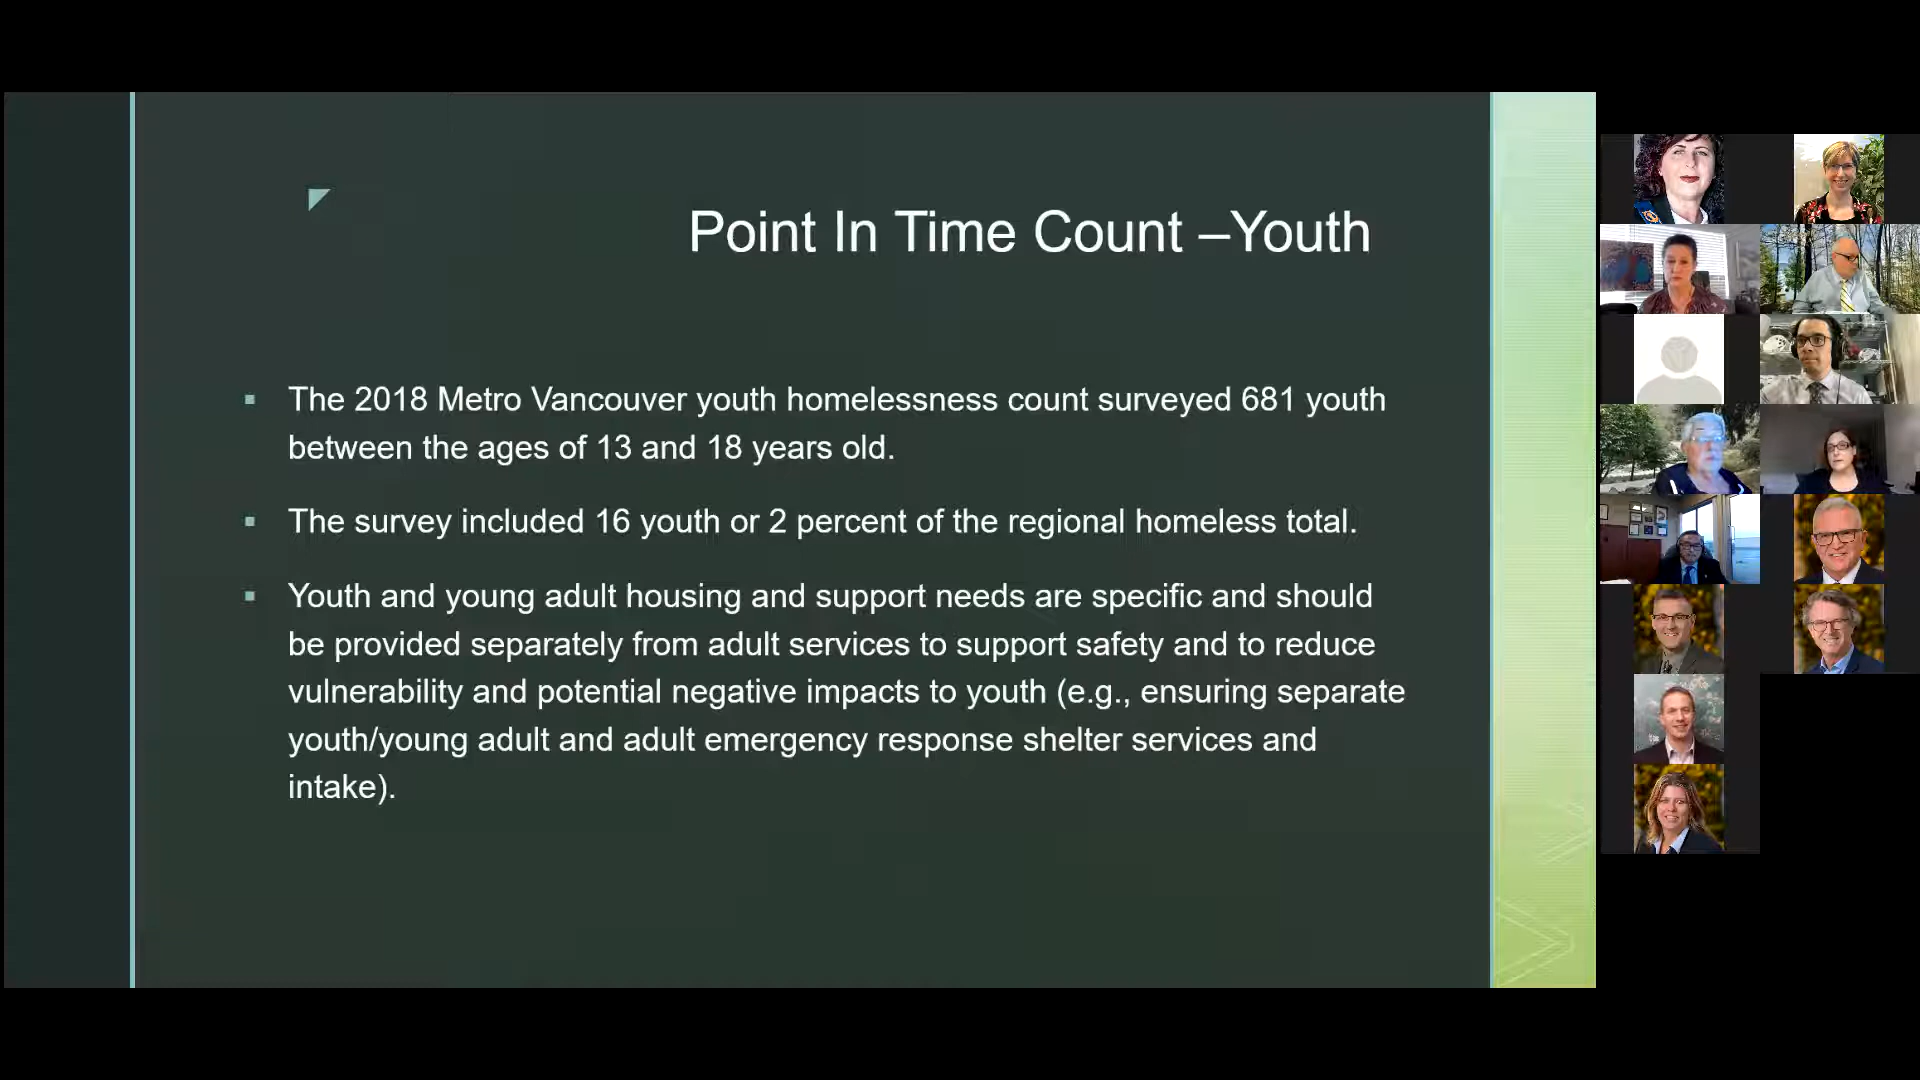 Point In Time Count –Youth
The 2018 Metro Vancouver youth homelessness count surveyed 681 youth
between the ages of 13 and 18 years old.
The survey included 16 youth or 2 percent of the regional homeless total.
Youth and young adult housing and support needs are specific and should
be provided separately from adult services to support safety and to reduce
vulnerability and potential negative impacts to youth (e.g., ensuring separate
youth/young adult and adult emergency response shelter services and
intake).